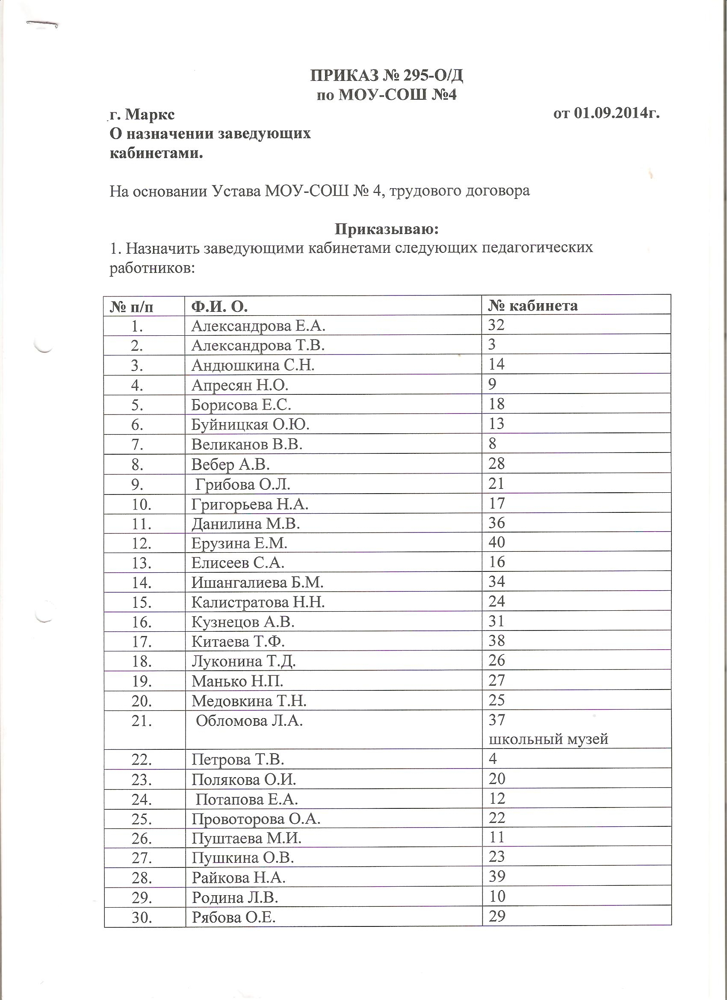 ПРИКАЗ № 295-О/Д
по МОУ-СОШ №4
г. Маркс от 01.09.2014г.
О назначении заведующих
кабинетами.
На основании Устава МОУ-СОШ № 4, трудового договора
Приказываю:
1. Назначить заведующими кабинетами следующих педагогических
работников:
№ п/п Ф.И. О. № кабинета
1. Александрова Е.А. 32
2. Александрова Т.В. 3
3. Андюшкина С.Н. 14
4. Апресян Н.О. 9
5. Борисова Е.С. 18
6. Буйницкая О.Ю. 13
7. Великанов В.В. 8
8. Вебер А.В. 28
9. Грибова О.Л. 21
10. Григорьева Н.А. 17
11. Данилина М.В. 36
12. Ерузина Е.М. 40
13. Елисеев С.А. 16
14. Ишангалиева Б.М. 34
15. Калистратова Н.Н. 24
16. Кузнецов А.В. 31
17. Китаева Т.Ф. 38
18. Луконина Т.Д. 26
19. Манько Н.П. 27
20. Медовкина Т.Н. 25
21. Обломова Л.А. 37
школьный музей
22. Петрова Т.В. 4
23. Полякова О.И. 20
24. Потапова Е.А. 12
25. Провоторова О.А. 22
26. Пуштаева М.И. 11
27. Пушкина О.В. 23
28. Райкова Н.А. 39
29. Родина Л.В. 10
30. Рябова О.Е. 29